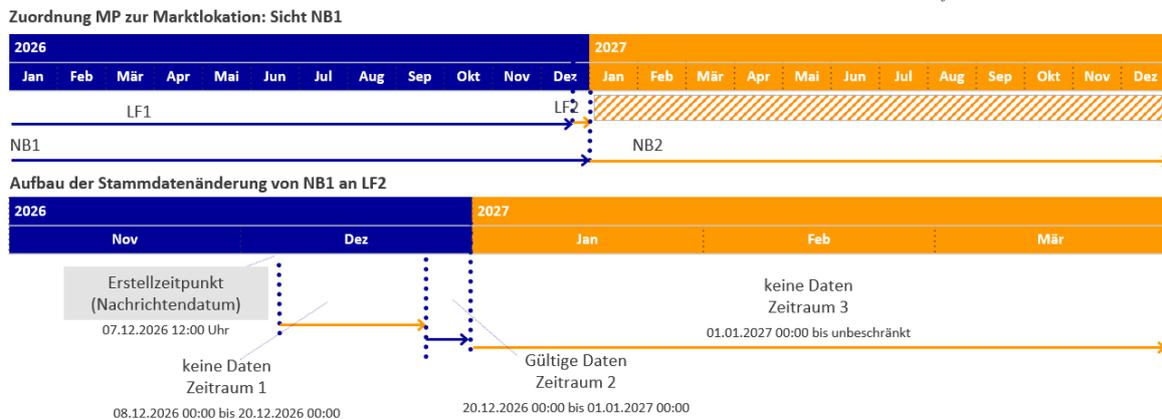 Zuordnung MP zur Marktlokation: Sicht NB1
2026 2027
Jan Feb Mär Apr Mai Jun Jul Aug Sep Okt Nov Dez Jan Feb Mär Apr Mai Jun Jul Aug Sep Okt Nov Dez
LF1 LF2
NB1 NB2
Aufbau der Stammdatenänderung von NB1 an LF2
2026 2027
Nov Dez Jan Feb Mär
Erstellzeitpunkt
(Nachrichtendatum)
07.12.2026 12:00 Uhr
keine Daten
Zeitraum 3
01.01.2027 00:00 bis unbeschränkt
keine Daten
Zeitraum 1
08.12.2026 00:00 bis 20.12.2026 00:00
Gültige Daten
Zeitraum 2
20.12.2026 00:00 bis 01.01.2027 00:00